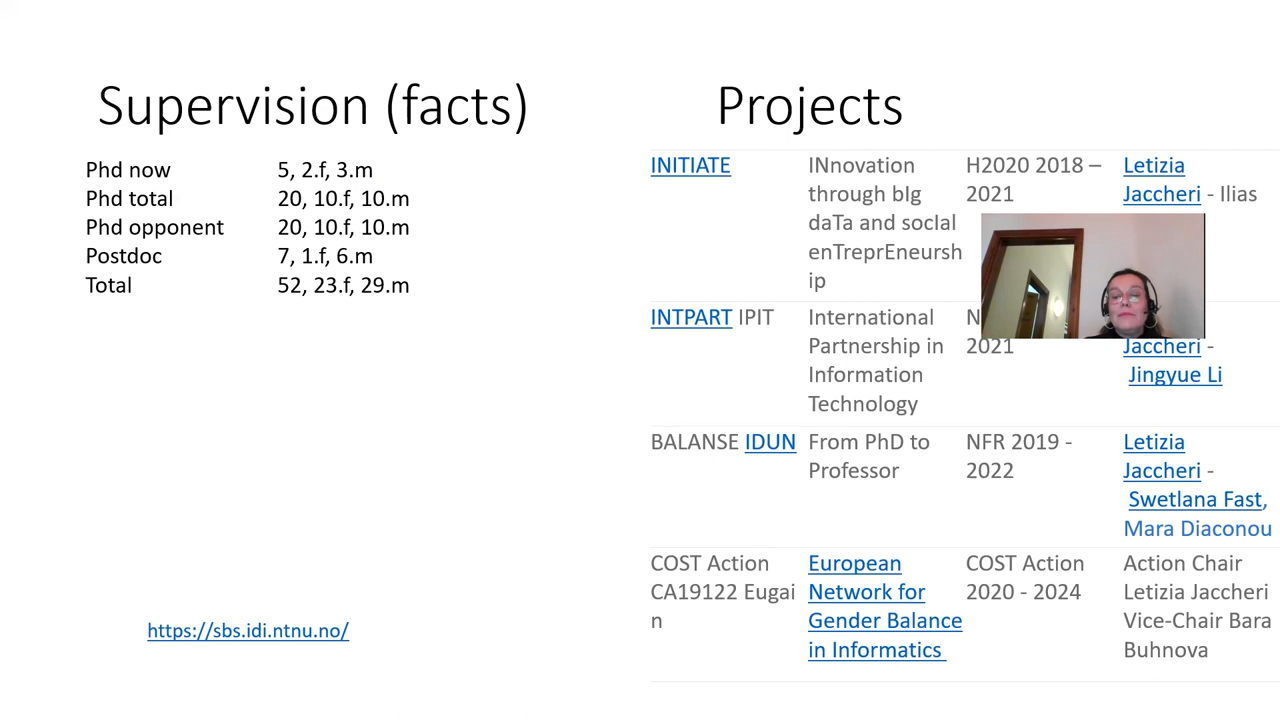 Supervision (facts)
Phd now 5, 2.f, 3.m
Phd total 20, 10.f, 10.m
Phd opponent 20, 10.f, 10.m
Postdoc 7, 1.f, 6.m
Total 52, 23.f, 29.m
https://sbs.idi.ntnu.no/
Projects
INITIATE
INnovation
through bIg
daTa and socIal
enTreprEneursh
ip
H2020 2018 –
2021
Letizia
Jaccheri - Ilias
INTPART IPIT
International
Partnership in
Information
Technology
2021
Jaccheri -
Jingyue Li
BALANSE IDUN
From PhD to
Professor
NFR 2019 -
2022
Letizia
Jaccheri -
Swetlana Fast,
Mara Diaconou
COST Action
CA19122 Eugai
n
European
Network for
Gender Balance
in Informatics
COST Action
2020 - 2024
Action Chair
Letizia Jaccheri
Vice-Chair Bara
Buhnova